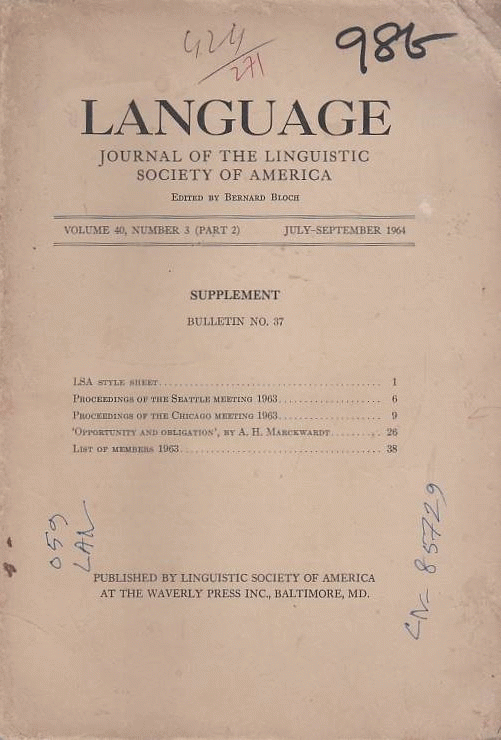 424/271
LANGUAGE
JOURNAL OF THE LINGUISTIC
SOCIETY OF AMERICA
EDITED BY BERNARD BLOCH
VOLUME 40, NUMBER 3 (PART 2) JULY–SEPTEMBER 1964
SUPPLEMENT
BULLETIN NO. 37
LSA STYLE SHEET........................................ 1
PROCEEDINGS OF THE SEATTLE MEETING 1963................... 6
PROCEEDINGS OF THE CHICAGO MEETING 1963................... 9
'OPPORTUNITY AND OBLIGATION', BY A. H. MARCKWARDT......... 26
LIST OF MEMBERS 1963.................................... 38
059
LAN
85729
PUBLISHED BY LINGUISTIC SOCIETY OF AMERICA
AT THE WAVERLY PRESS INC., BALTIMORE, MD.